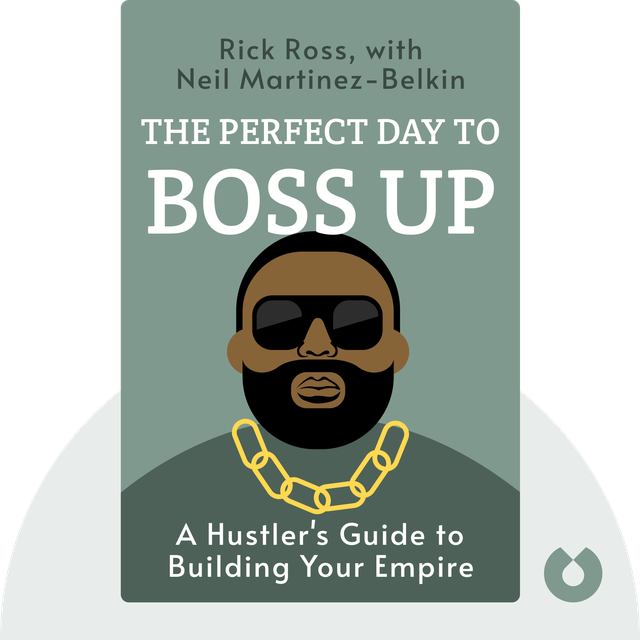 Rick Ross, with
Neil Martinez-Belkin
THE PERFECT DAY TO
BOSS UP
A Hustler's Guide to
Building Your Empire